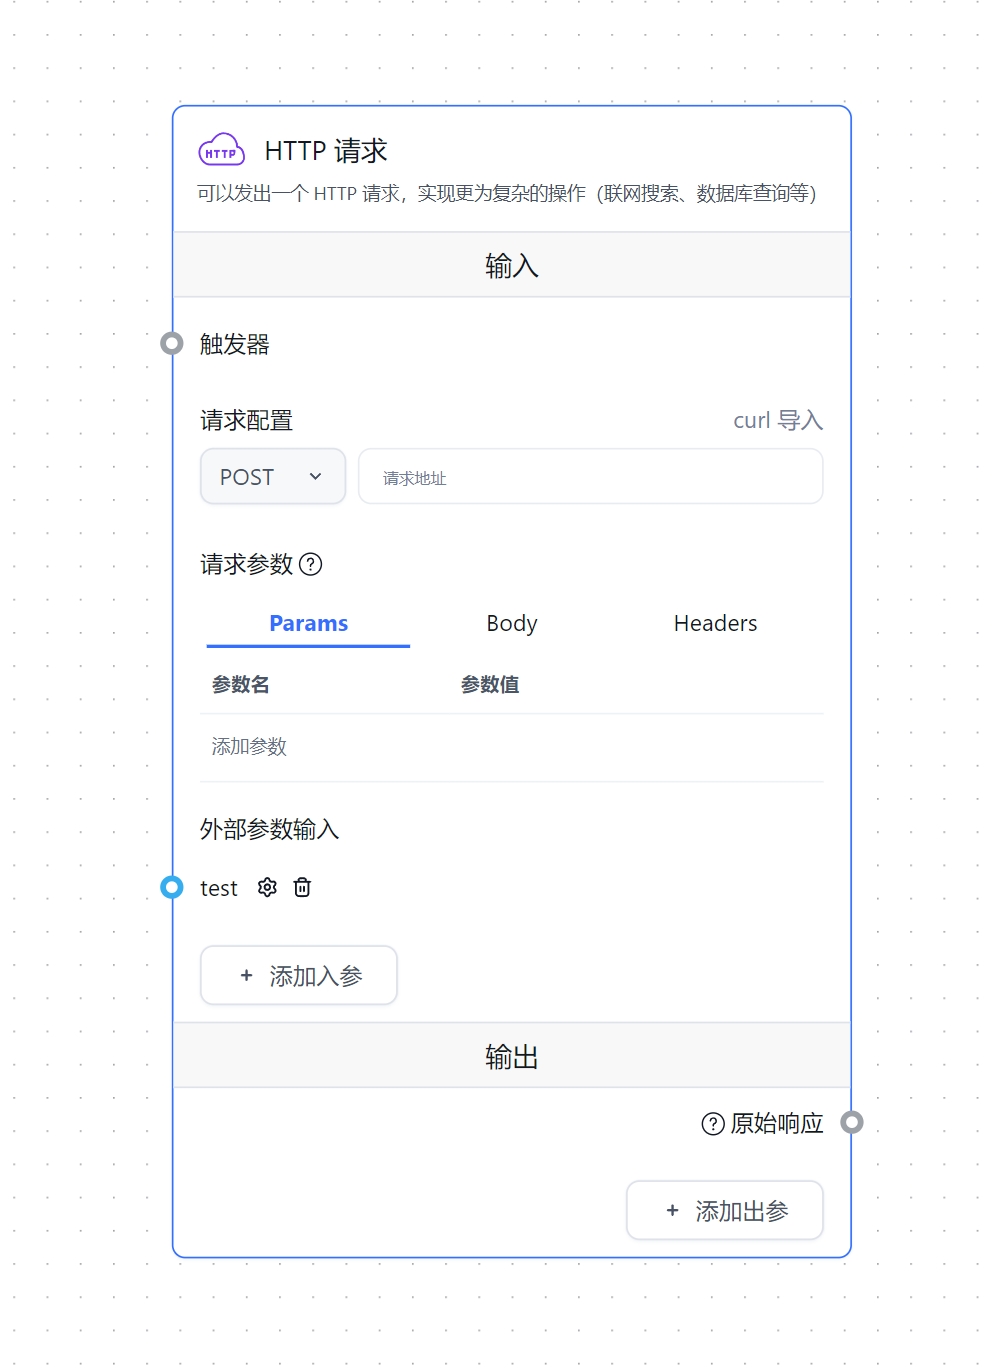 HTTP
HTTP 请求
可以发出一个 HTTP 请求，实现更为复杂的操作（联网搜索、数据库查询等）
输入
触发器
请求配置 curl 导入
POST 请求地址
请求参数 ?
Params Body Headers
参数名 参数值
添加参数
外部参数输入
test
+ 添加入参
输出
? 原始响应
+ 添加出参